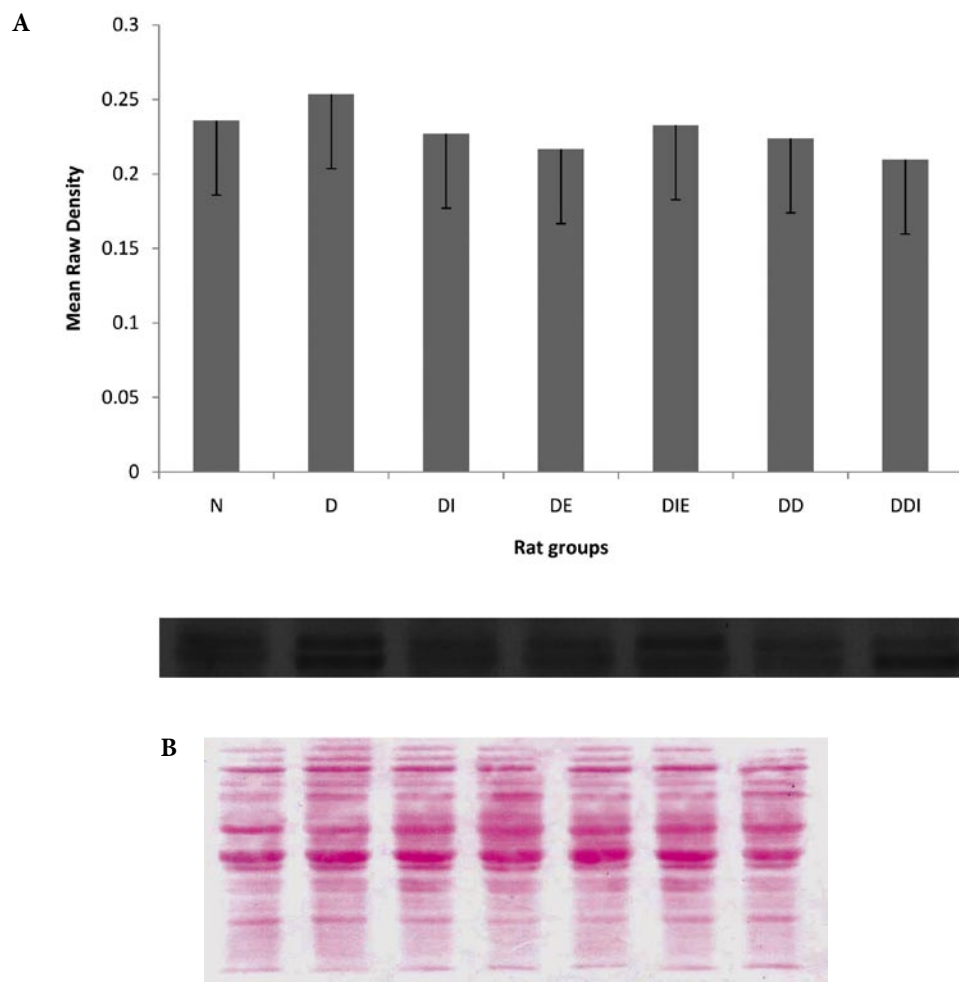 A
0.3
0.25
0.2
0.15
0.1
0.05
0
Mean Raw Density
N D DI DE DIE DD DDI
Rat groups
B